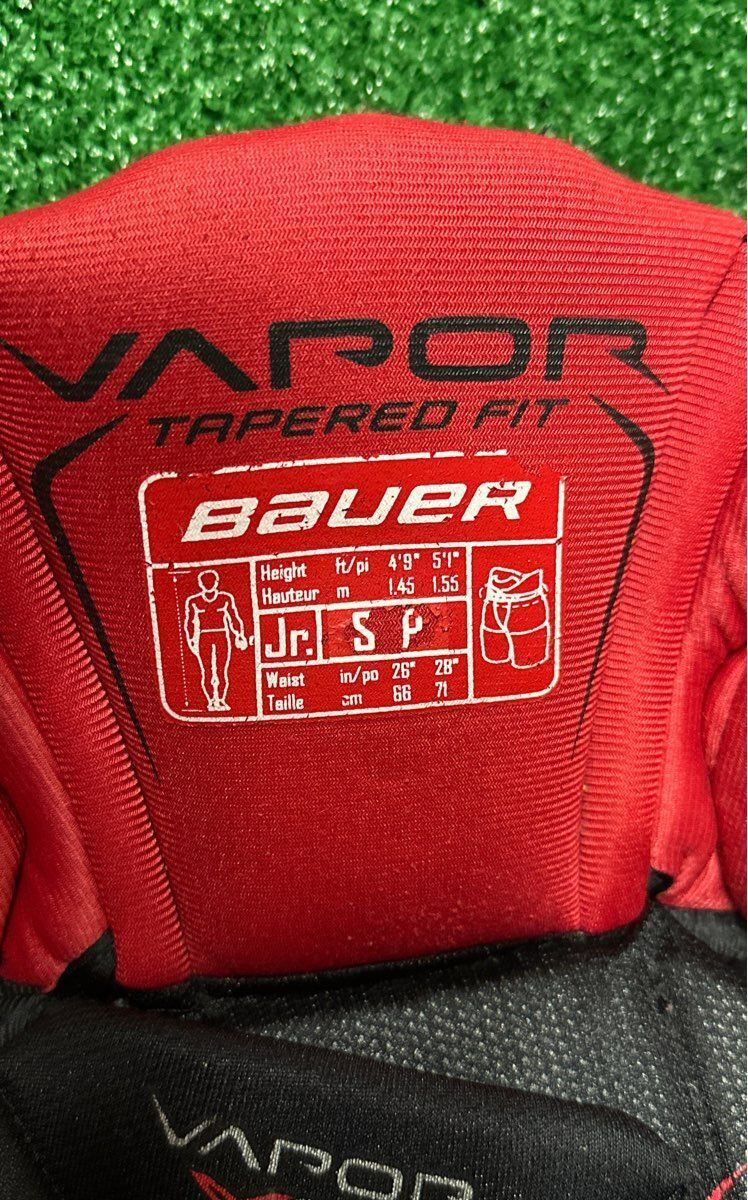 VAPOR
TAPERED FIT
BAUER
Height ft/pi 4'9" 5'1"
Hauteur m 1.45 1.55
Jr. S P
Waist in/po 26" 28"
Taille cm 66 71
VAPOR